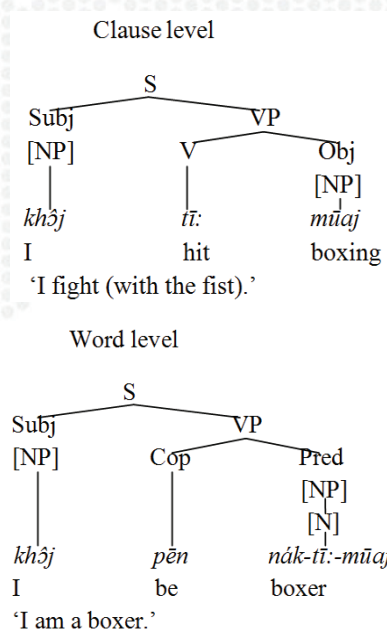 Clause level
S
Subj VP
[NP] V Obj
[NP]
khɔ̂j tī: mūaj
I hit boxing
‘I fight (with the fist).’
Word level
S
Subj VP
[NP] Cop Pred
[NP]
[N]
khɔ̂j pēn nák-tī:-mūaj
I be boxer
‘I am a boxer.’